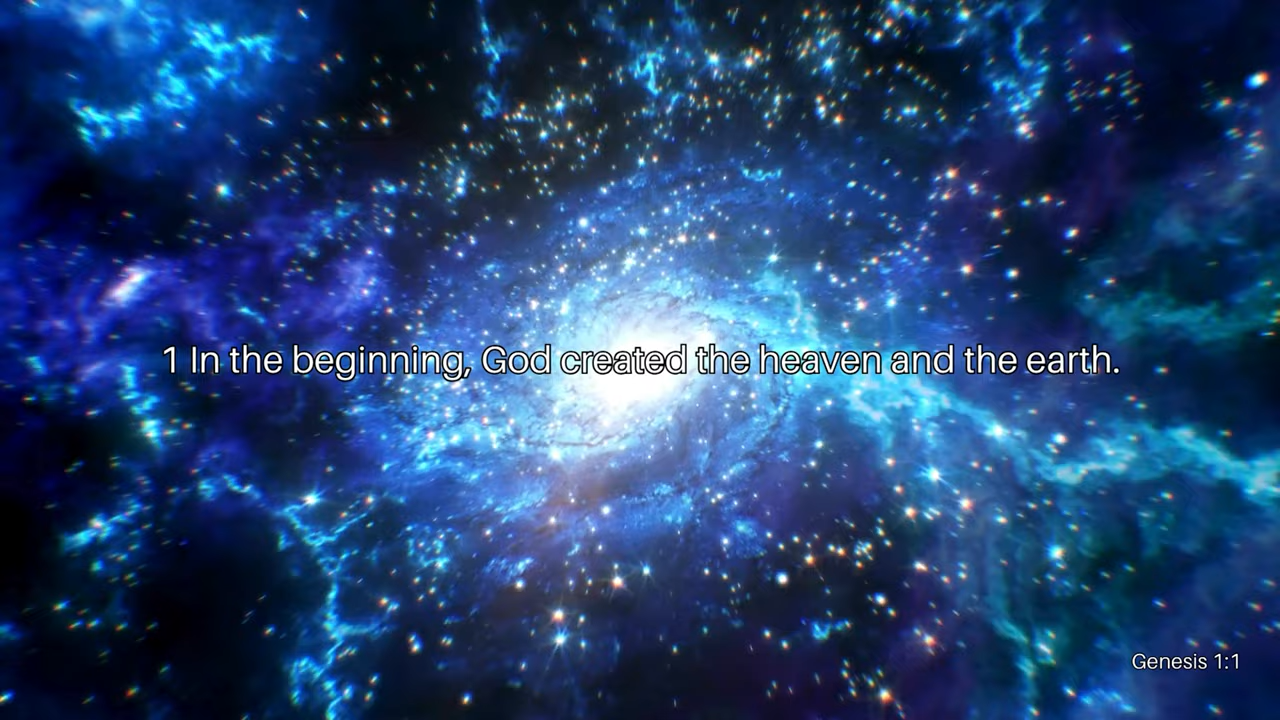 1 In the beginning, God created the heaven and the earth.
Genesis 1:1